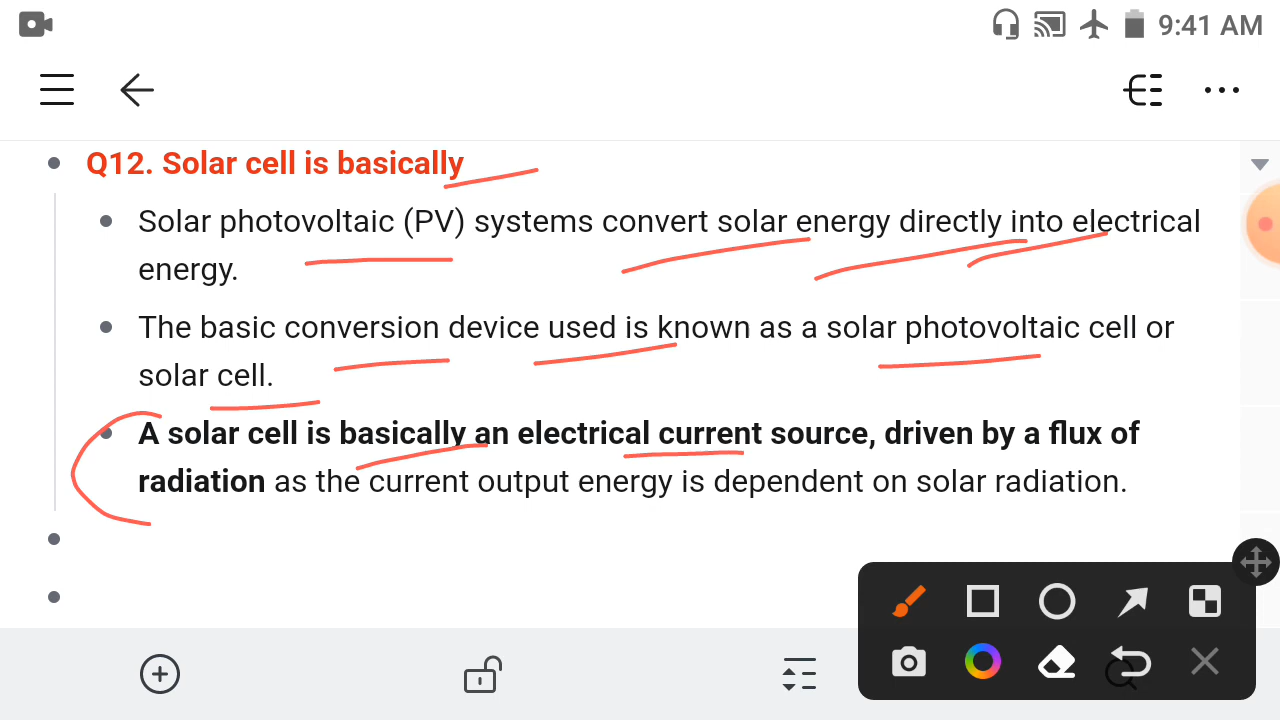 9:41 AM
Q12. Solar cell is basically
Solar photovoltaic (PV) systems convert solar energy directly into electrical
energy.
The basic conversion device used is known as a solar photovoltaic cell or
solar cell.
A solar cell is basically an electrical current source, driven by a flux of
radiation as the current output energy is dependent on solar radiation.